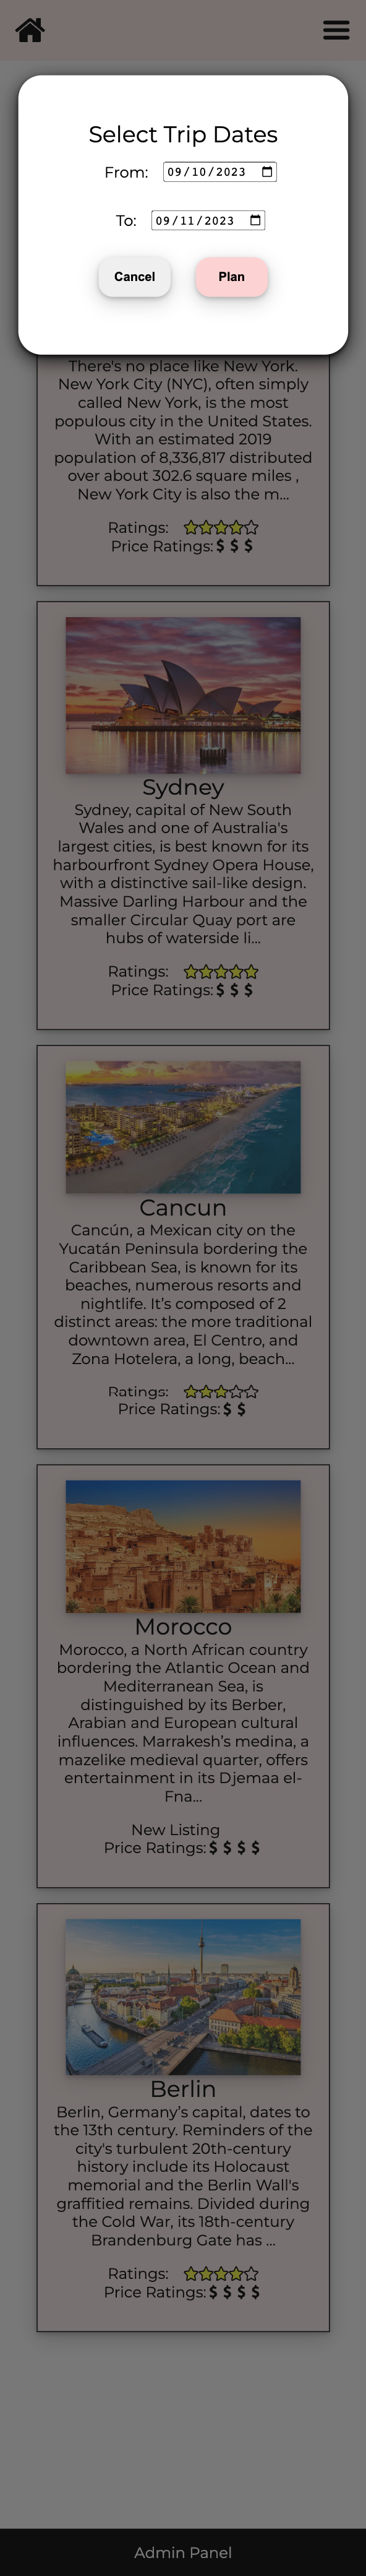 Select Trip Dates
From: 09/10/2023
To: 09/11/2023
Cancel Plan
There's no place like New York.
New York City (NYC), often simply
called New York, is the most
populous city in the United States.
With an estimated 2019
population of 8,336,817 distributed
over about 302.6 square miles ,
New York City is also the m...
Ratings:
Price Ratings: $ $ $
Sydney
Sydney, capital of New South
Wales and one of Australia's
largest cities, is best known for its
harbourfront Sydney Opera House,
with a distinctive sail-like design.
Massive Darling Harbour and the
smaller Circular Quay port are
hubs of waterside li...
Ratings:
Price Ratings: $ $ $
Cancun
Cancún, a Mexican city on the
Yucatán Peninsula bordering the
Caribbean Sea, is known for its
beaches, numerous resorts and
nightlife. It’s composed of 2
distinct areas: the more traditional
downtown area, El Centro, and
Zona Hotelera, a long, beach...
Ratings:
Price Ratings: $ $
Morocco
Morocco, a North African country
bordering the Atlantic Ocean and
Mediterranean Sea, is
distinguished by its Berber,
Arabian and European cultural
influences. Marrakesh’s medina, a
mazelike medieval quarter, offers
entertainment in its Djemaa el-
Fna...
New Listing
Price Ratings: $ $ $ $
Berlin
Berlin, Germany’s capital, dates to
the 13th century. Reminders of the
city's turbulent 20th-century
history include its Holocaust
memorial and the Berlin Wall's
graffitied remains. Divided during
the Cold War, its 18th-century
Brandenburg Gate has ...
Ratings:
Price Ratings: $ $ $ $
Admin Panel